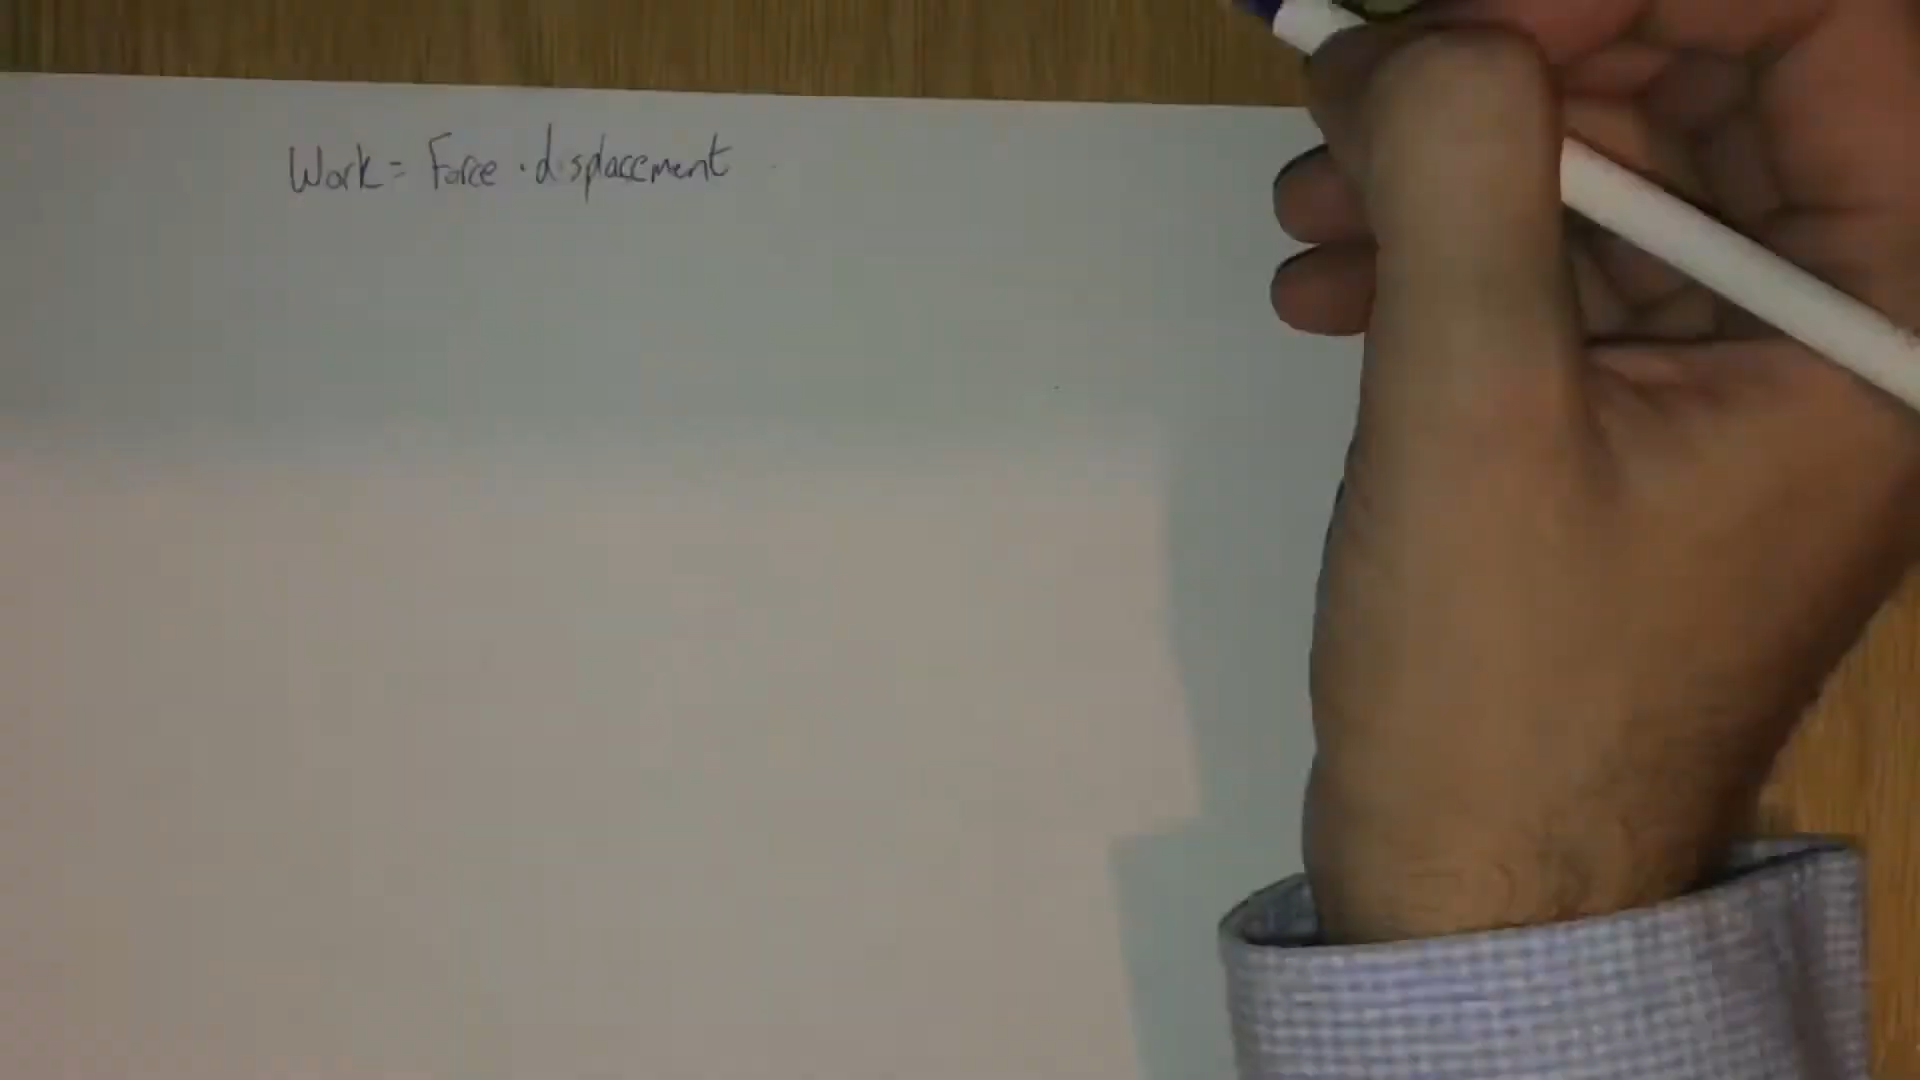 Work = Force · displacement